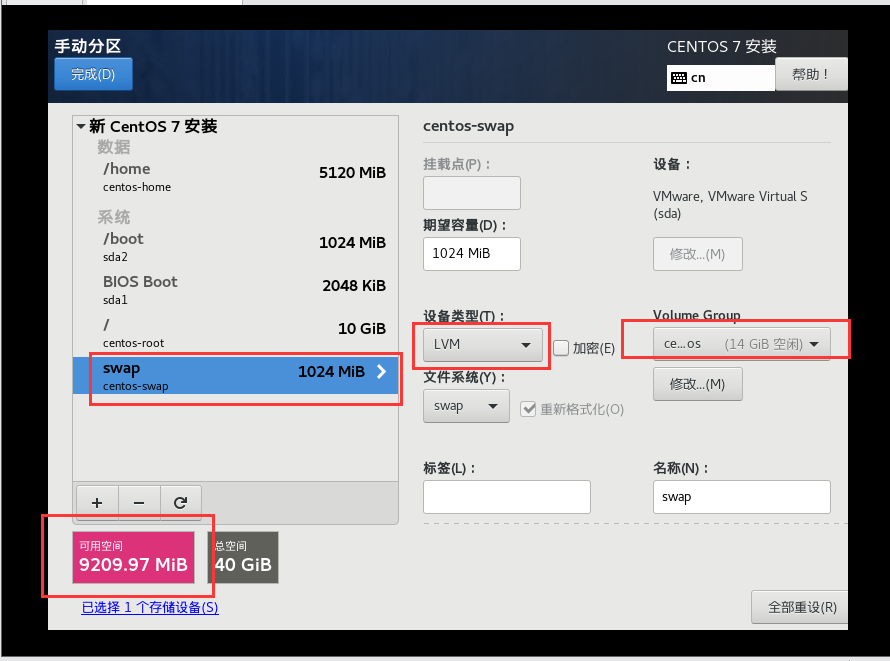 手动分区
CENTOS 7 安装
完成(D)
cn
帮助！
新 CentOS 7 安装
数据
/home
5120 MiB
centos-home
系统
/boot
1024 MiB
sda2
BIOS Boot
2048 KiB
sda1
/
10 GiB
centos-root
swap
1024 MiB
centos-swap
+ −
可用空间
9209.97 MiB
总空间
40 GiB
已选择 1 个存储设备(S)
centos-swap
挂载点(P)：
设备：
VMware, VMware Virtual S
(sda)
期望容量(D)：
1024 MiB
修改...(M)
设备类型(T)：
Volume Group
LVM
加密(E)
ce...os (14 GiB 空闲)
文件系统(Y)：
修改...(M)
swap
重新格式化(O)
标签(L)：
名称(N)：
swap
全部重设(R)